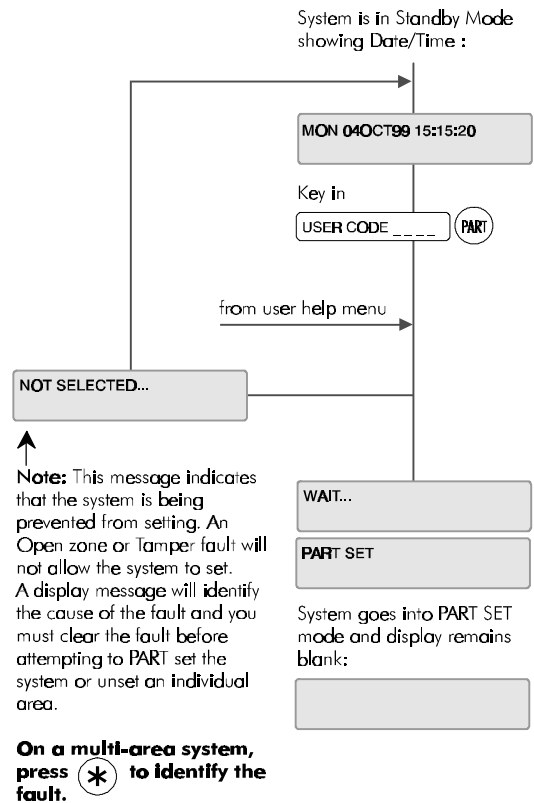 System is in Standby Mode
showing Date/Time :
MON 04OCT99 15:15:20
Key in
USER CODE _ _ _ _ PART
from user help menu
NOT SELECTED...
Note: This message indicates
that the system is being
prevented from setting. An
Open zone or Tamper fault will
not allow the system to set.
A display message will identify
the cause of the fault and you
must clear the fault before
attempting to PART set the
system or unset an individual
area.
On a multi-area system,
press * to identify the
fault.
WAIT...
PART SET
System goes into PART SET
mode and display remains
blank: